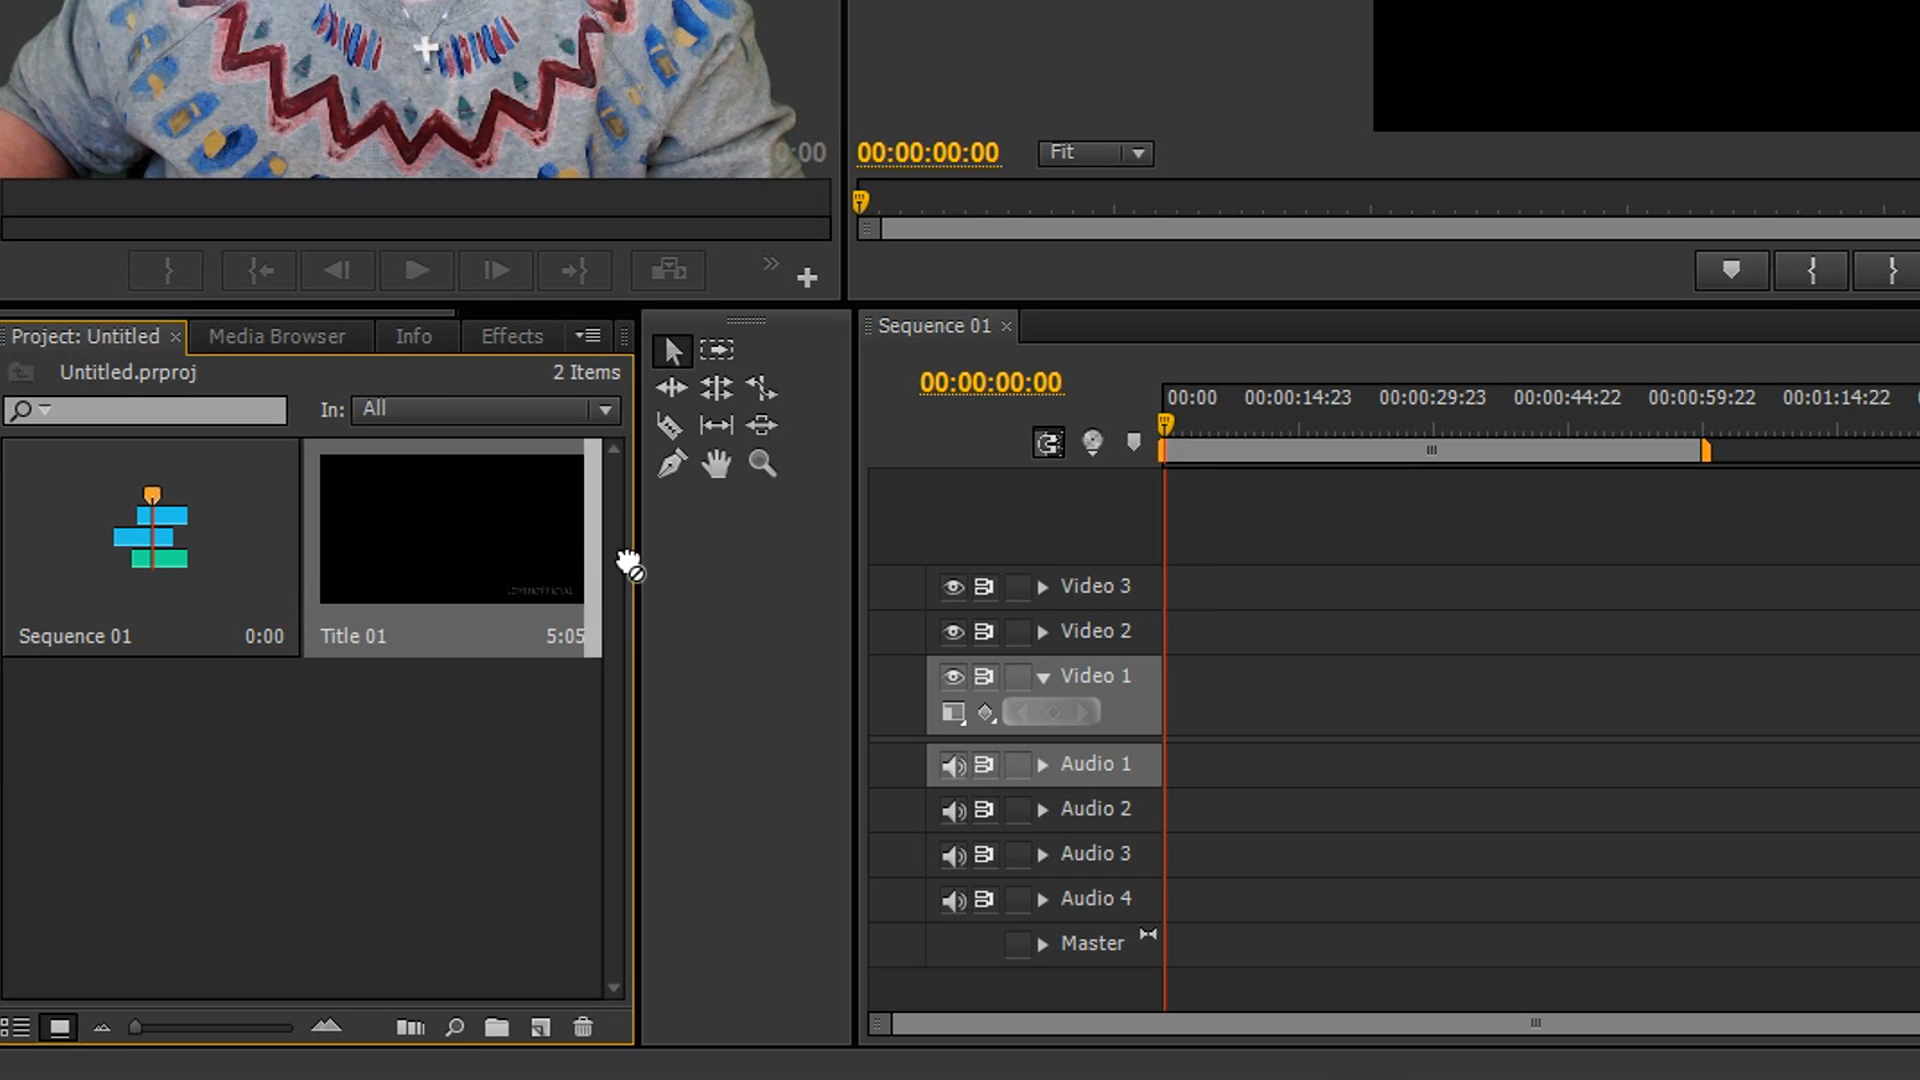 0:00
00:00:00:00
Fit
Project: Untitled
Media Browser
Info
Effects
Untitled.prproj
2 Items
In:
All
Sequence 01
0:00
Title 01
5:05
Sequence 01
00:00:00:00
00:00
00:00:14:23
00:00:29:23
00:00:44:22
00:00:59:22
00:01:14:22
Video 3
Video 2
Video 1
Audio 1
Audio 2
Audio 3
Audio 4
Master